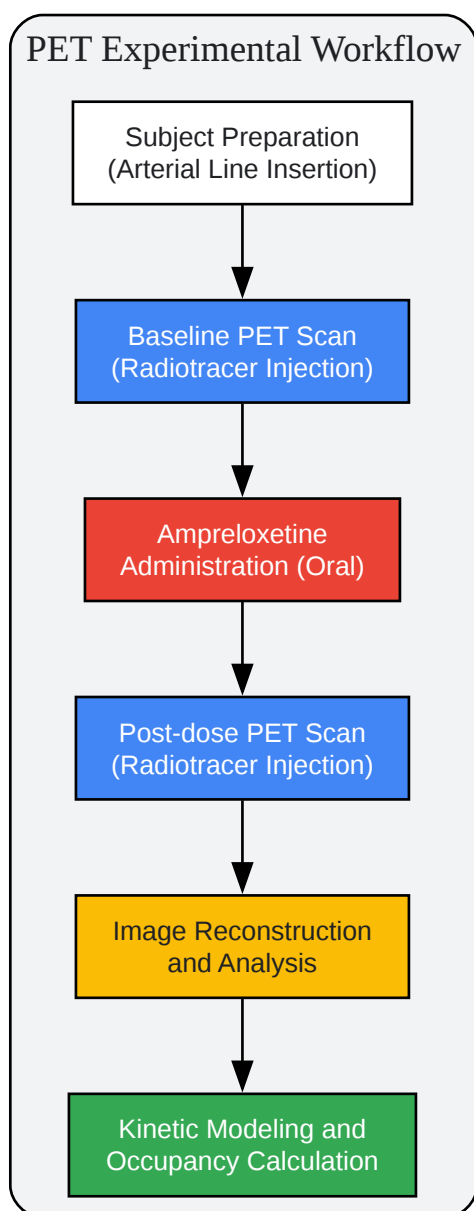 PET Experimental Workflow
Subject Preparation
(Arterial Line Insertion)
Baseline PET Scan
(Radiotracer Injection)
Ampreloxetine
Administration (Oral)
Post-dose PET Scan
(Radiotracer Injection)
Image Reconstruction
and Analysis
Kinetic Modeling and
Occupancy Calculation